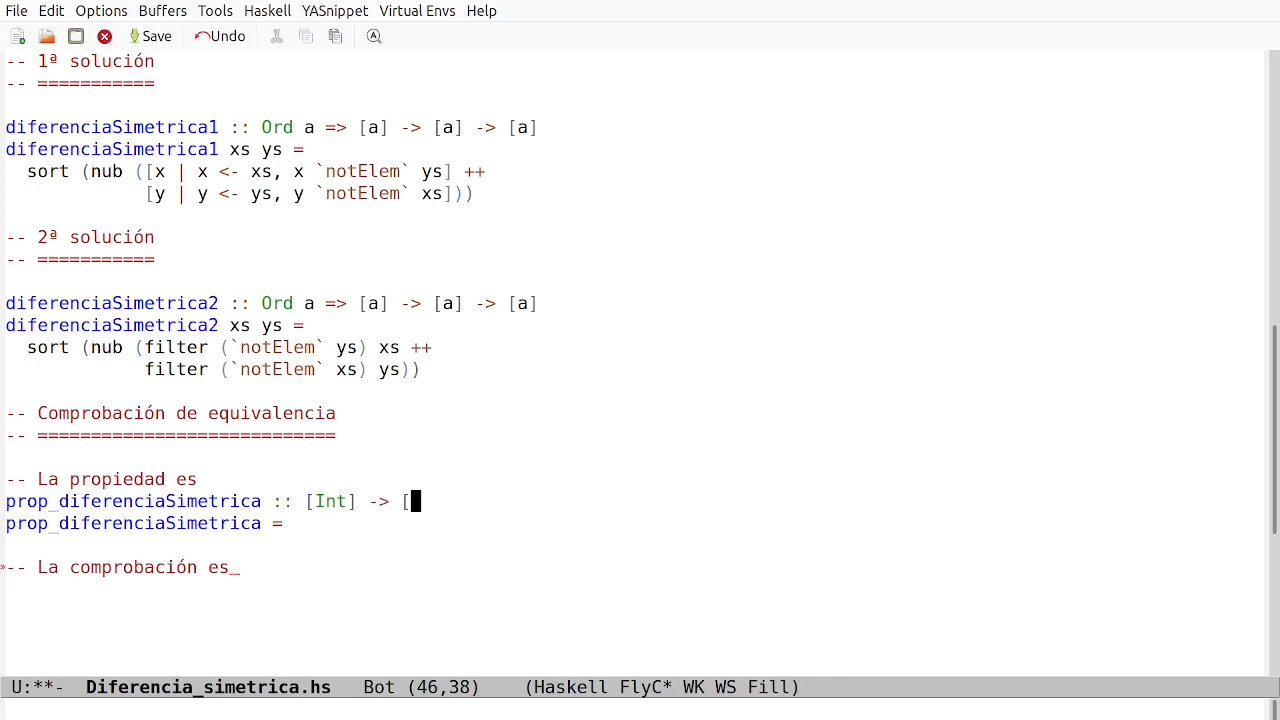 File Edit Options Buffers Tools Haskell YASnippet Virtual Envs Help
Save Undo
-- 1ª solución
-- ===========
diferenciaSimetrica1 :: Ord a => [a] -> [a] -> [a]
diferenciaSimetrica1 xs ys =
  sort (nub ([x | x <- xs, x `notElem` ys] ++
             [y | y <- ys, y `notElem` xs]))
-- 2ª solución
-- ===========
diferenciaSimetrica2 :: Ord a => [a] -> [a] -> [a]
diferenciaSimetrica2 xs ys =
  sort (nub (filter (`notElem` ys) xs ++
             filter (`notElem` xs) ys))
-- Comprobación de equivalencia
-- ============================
-- La propiedad es
prop_diferenciaSimetrica :: [Int] -> [
prop_diferenciaSimetrica =
»-- La comprobación es
U:**-  Diferencia_simetrica.hs   Bot (46,38)    (Haskell FlyC* WK WS Fill)